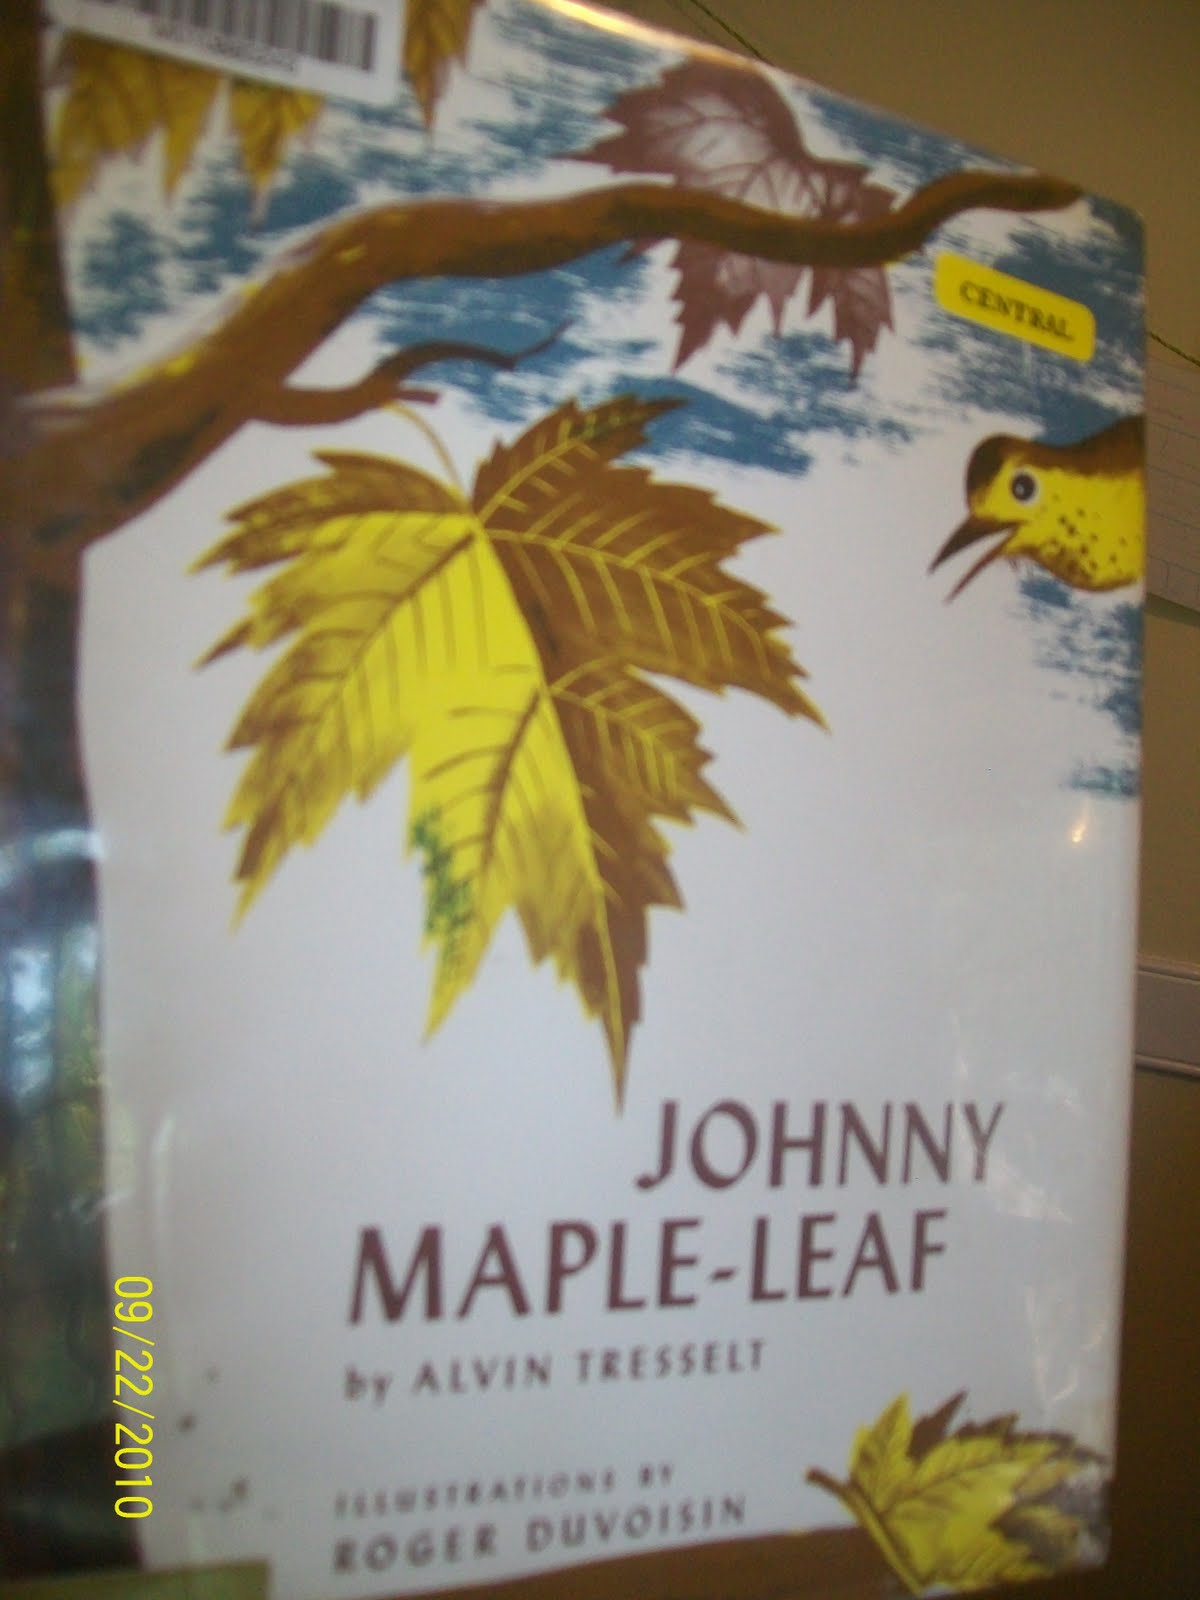 CENTRAL
JOHNNY
MAPLE-LEAF
by ALVIN TRESSELT
ILLUSTRATIONS BY
ROGER DUVOISIN
09/22/2010